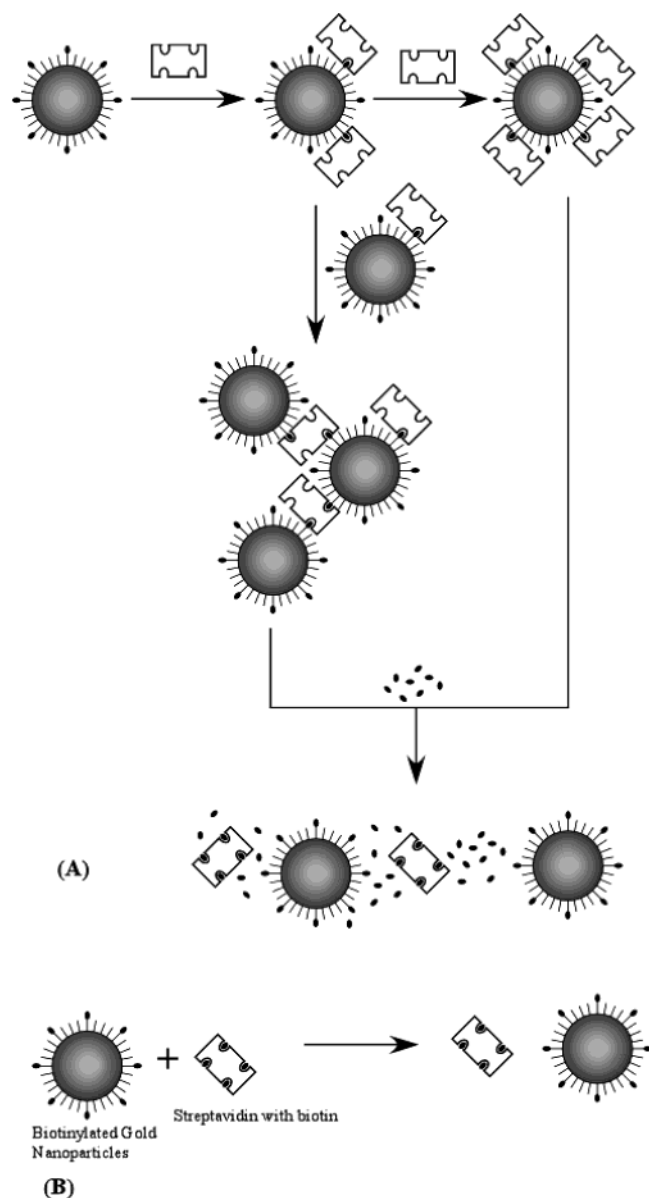 (A)
+
Biotinylated Gold
Nanoparticles
Streptavidin with biotin
(B)